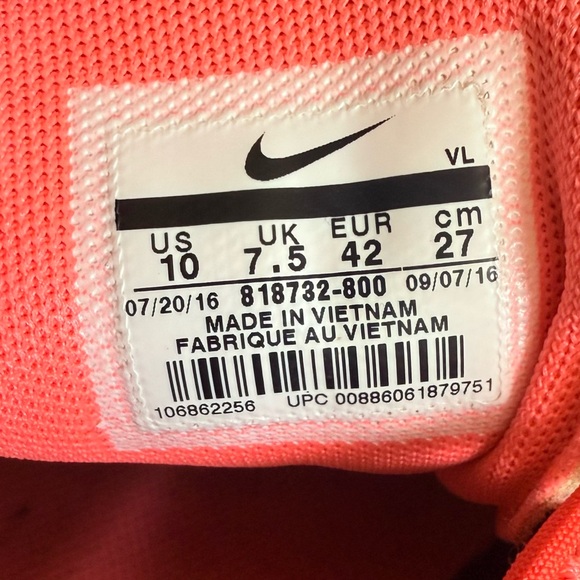 VL
US UK EUR cm
10 7.5 42 27
07/20/16 818732-800 09/07/16
MADE IN VIETNAM
FABRIQUE AU VIETNAM
106862256 UPC 00886061879751